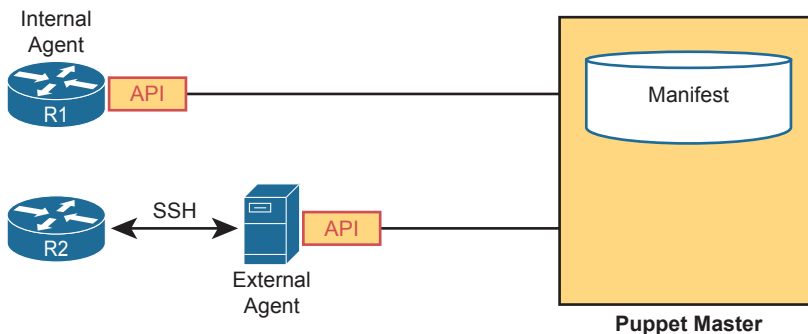 Internal
Agent
R1
API
Manifest
R2
SSH
API
External
Agent
Puppet Master